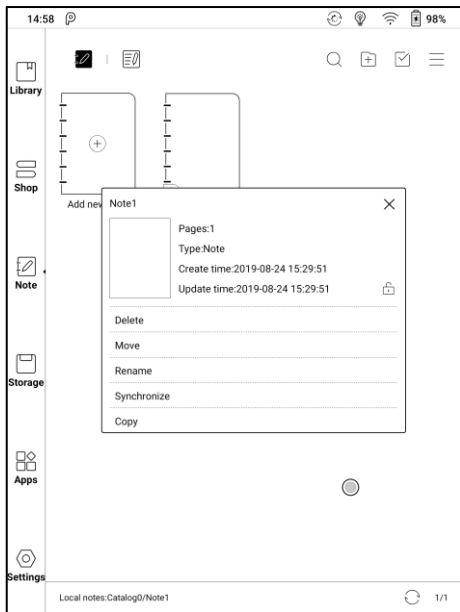 14:58
98%
Library
Shop
Note
Storage
Apps
Settings
Add new
Note1
Pages:1
Type:Note
Create time:2019-08-24 15:29:51
Update time:2019-08-24 15:29:51
Delete
Move
Rename
Synchronize
Copy
Local notes:Catalog0/Note1
1/1